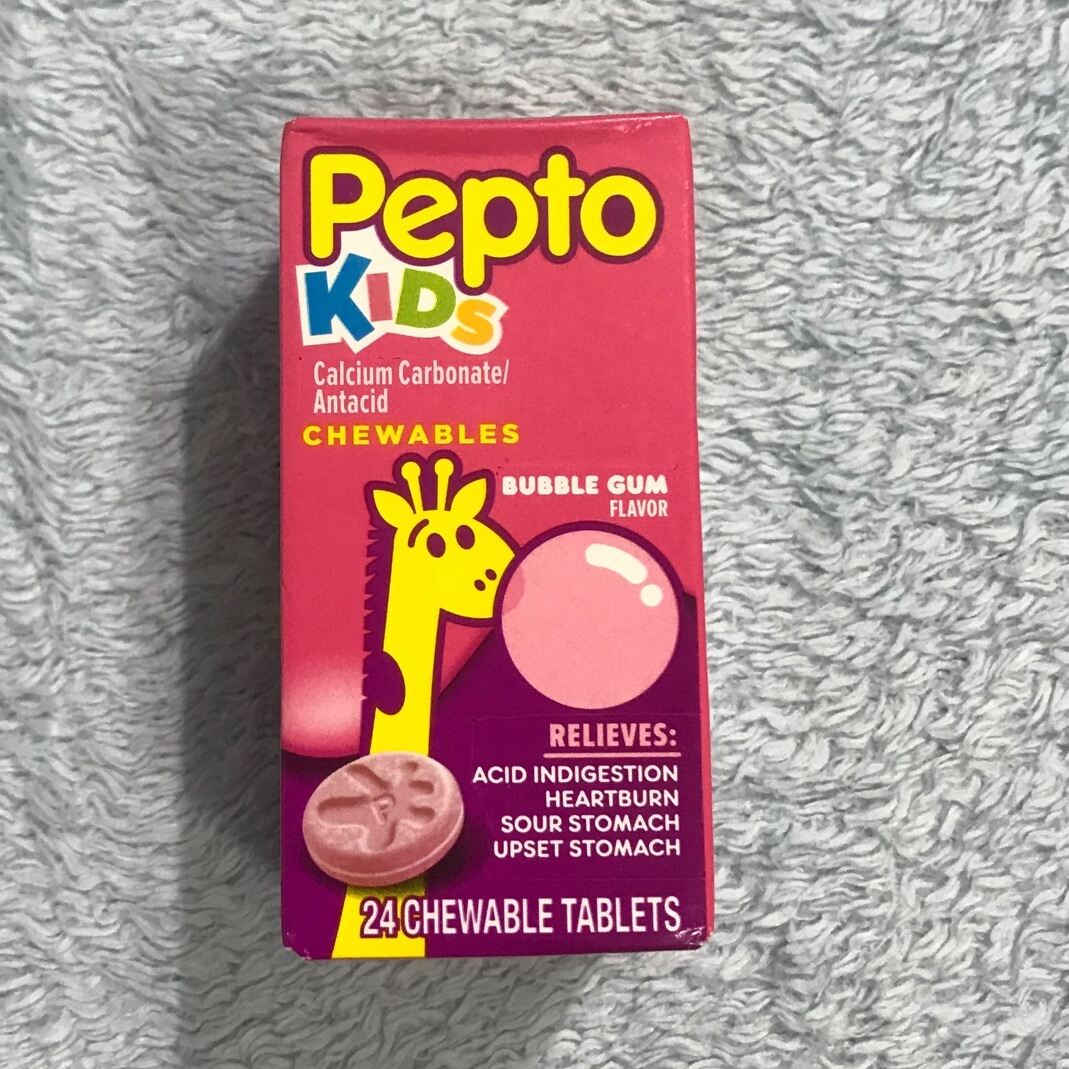 Pepto
KiDs
Calcium Carbonate/
Antacid
CHEWABLES
BUBBLE GUM
FLAVOR
RELIEVES:
ACID INDIGESTION
HEARTBURN
SOUR STOMACH
UPSET STOMACH
P
24 CHEWABLE TABLETS